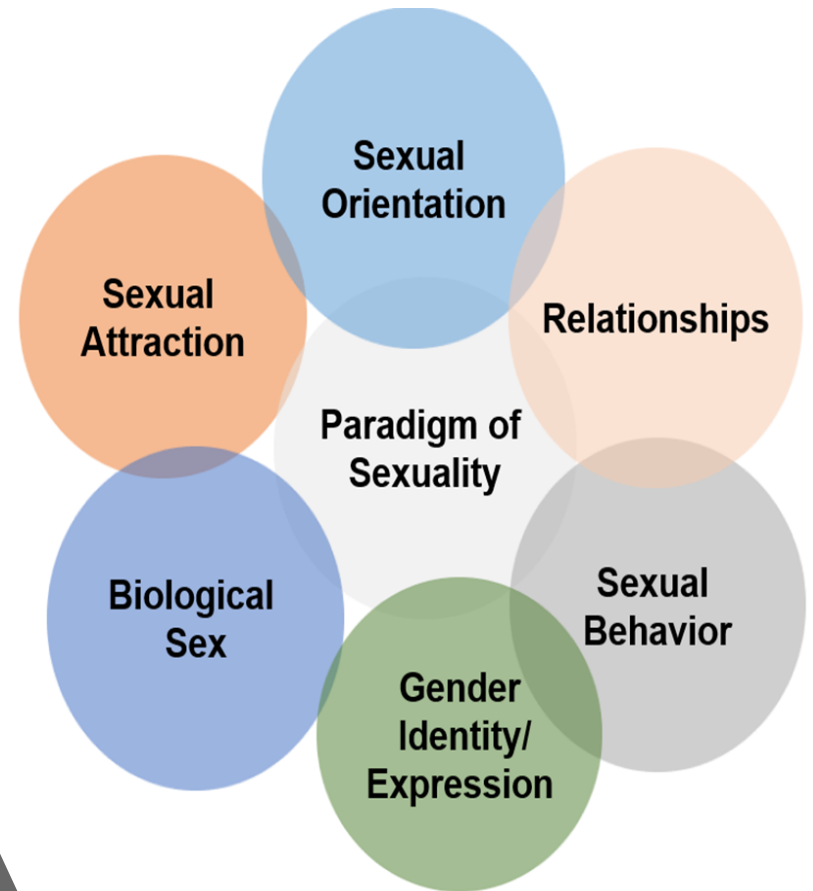 Sexual
Orientation
Sexual
Attraction
Relationships
Paradigm of
Sexuality
Biological
Sex
Sexual
Behavior
Gender
Identity/
Expression